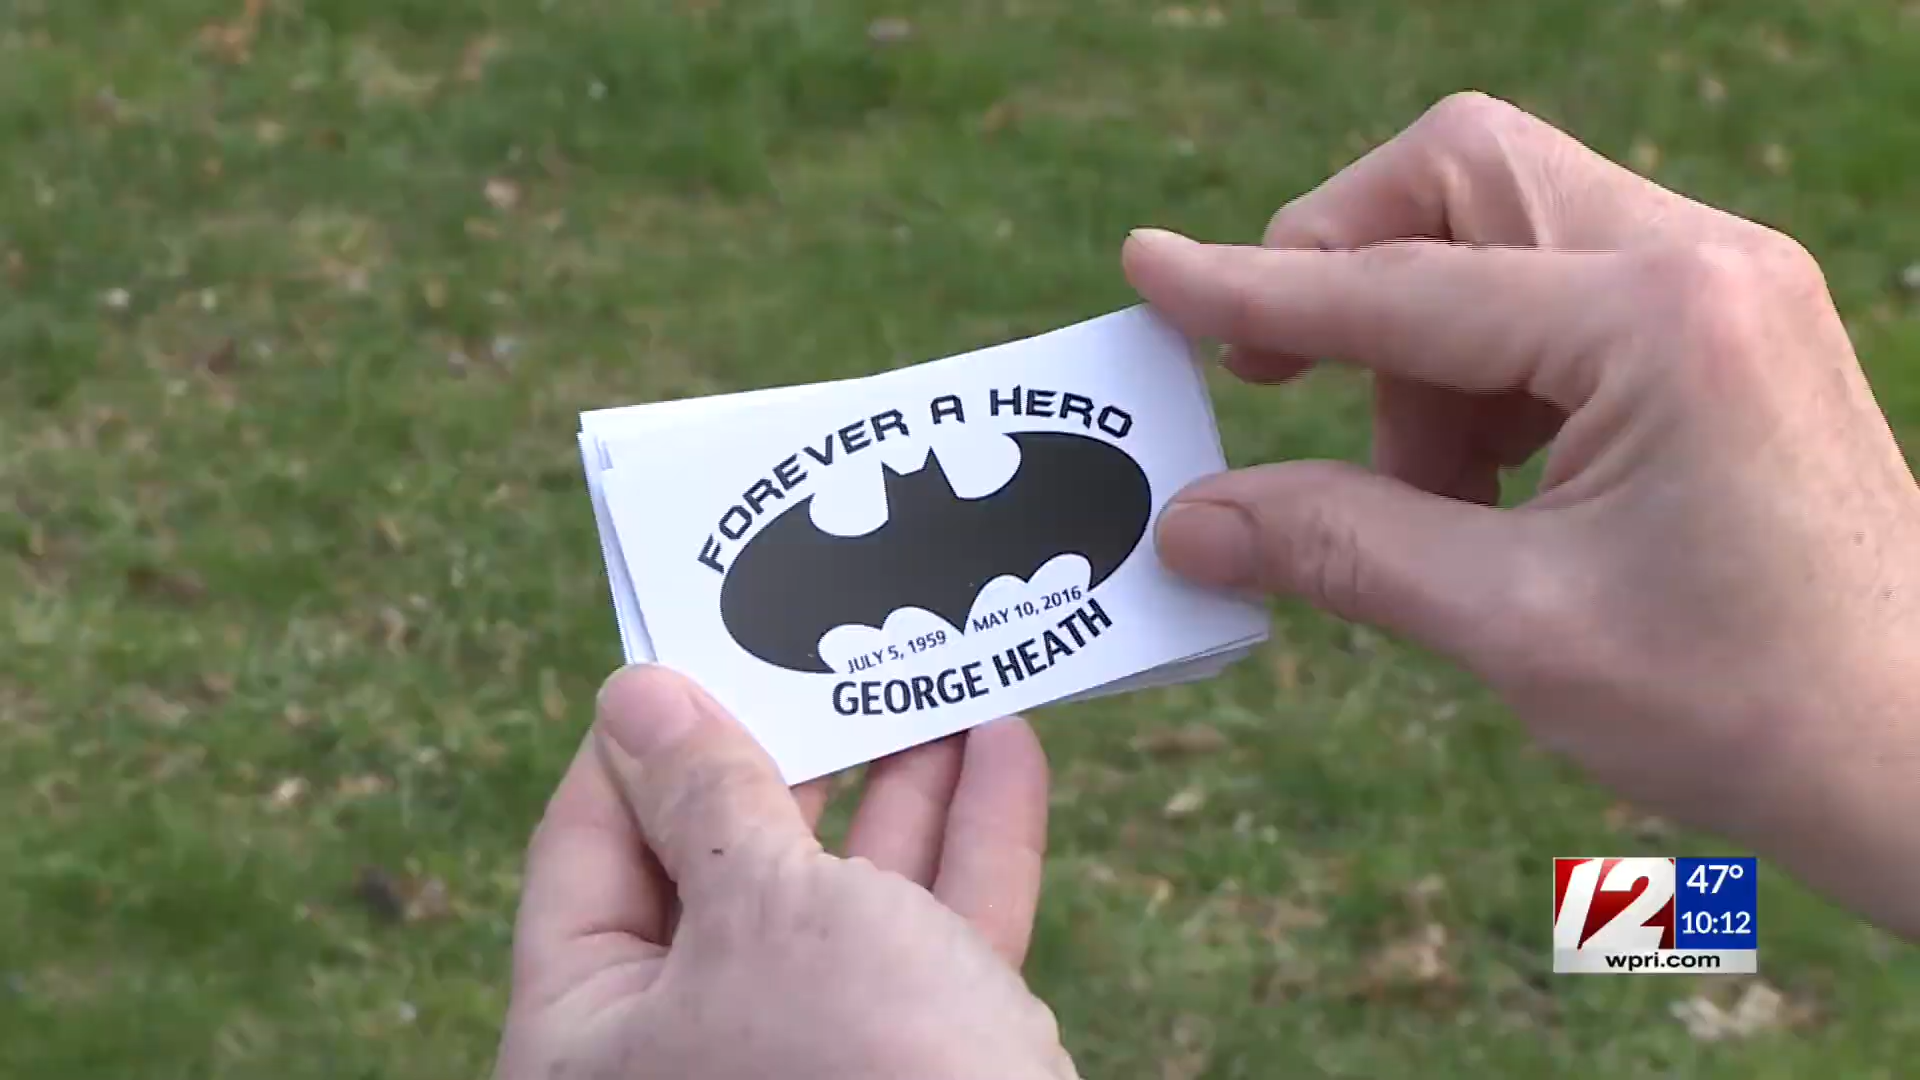 FOREVER A HERO
JULY 5, 1959 MAY 10, 2016
GEORGE HEATH
12 47°
10:12
wpri.com